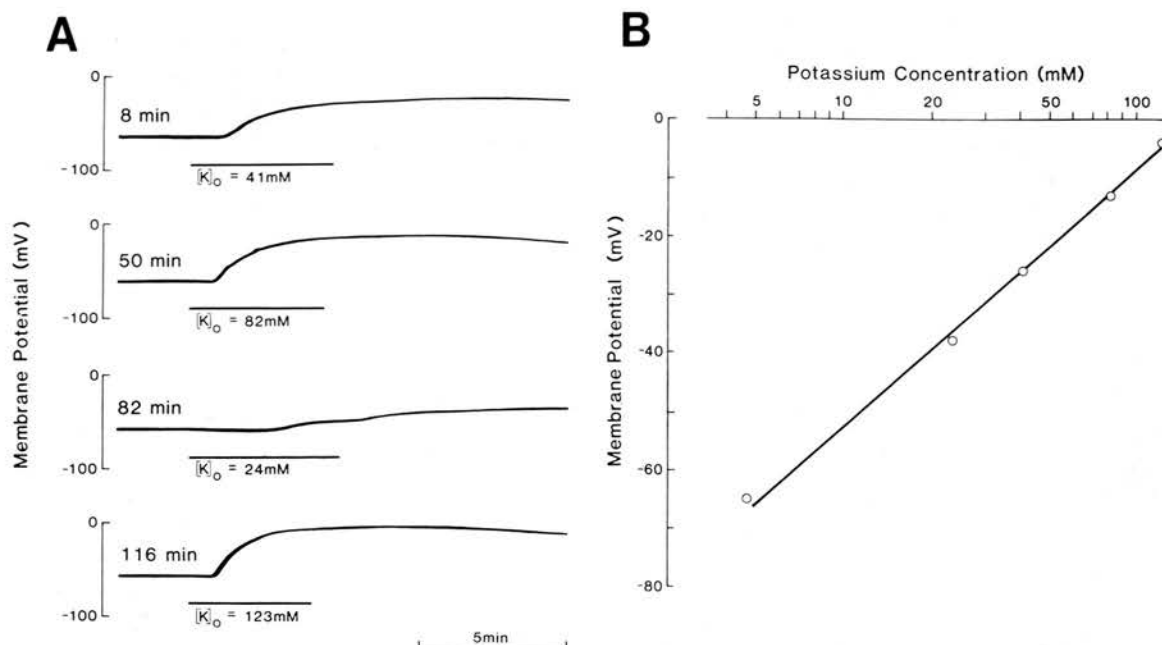 A
Membrane Potential (mV)
0
8 min
-100
[K]o = 41mM
0
50 min
-100
[K]o = 82mM
0
82 min
-100
[K]o = 24mM
0
116 min
-100
[K]o = 123mM
5min
B
Potassium Concentration (mM)
5 10 20 50 100
Membrane Potential (mV)
0
-20
-40
-60
-80